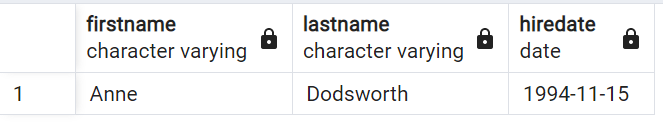 firstname lastname hiredate
character varying character varying date
1 Anne Dodsworth 1994-11-15